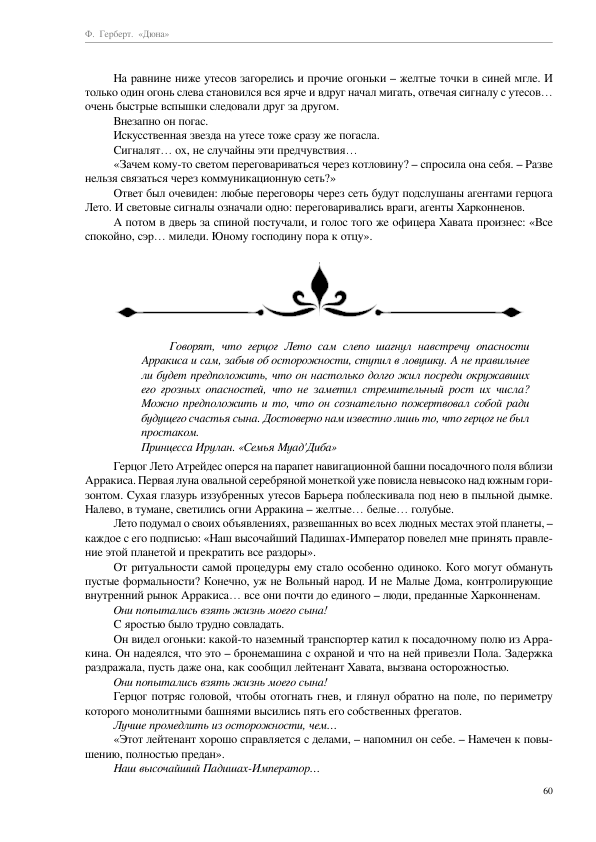 Ф. Герберт. «Дюна»
На равнине ниже утесов загорелись и прочие огоньки – желтые точки в синей мгле. И
только один огонь слева становился вся ярче и вдруг начал мигать, отвечая сигналу с утесов…
очень быстрые вспышки следовали друг за другом.
Внезапно он погас.
Искусственная звезда на утесе тоже сразу же погасла.
Сигналят… ох, не случайны эти предчувствия…
«Зачем кому-то светом переговариваться через котловину? – спросила она себя. – Разве
нельзя связаться через коммуникационную сеть?»
Ответ был очевиден: любые переговоры через сеть будут подслушаны агентами герцога
Лето. И световые сигналы означали одно: переговаривались враги, агенты Харконненов.
А потом в дверь за спиной постучали, и голос того же офицера Хавата произнес: «Все
спокойно, сэр… миледи. Юному господину пора к отцу».
Говорят, что герцог Лето сам слепо шагнул навстречу опасности
Арракиса и сам, забыв об осторожности, ступил в ловушку. А не правильнее
ли будет предположить, что он настолько долго жил посреди окружавших
его грозных опасностей, что не заметил стремительный рост их числа?
Можно предположить и то, что он сознательно пожертвовал собой ради
будущего счастья сына. Достоверно нам известно лишь то, что герцог не был
простаком.
Принцесса Ирулан. «Семья Муад'Диба»
Герцог Лето Атрейдес оперся на парапет навигационной башни посадочного поля вблизи
Арракиса. Первая луна овальной серебряной монеткой уже повисла невысоко над южным гори-
зонтом. Сухая глазурь иззубренных утесов Барьера поблескивала под нею в пыльной дымке.
Налево, в тумане, светились огни Арракина – желтые… белые… голубые.
Лето подумал о своих объявлениях, развешанных во всех людных местах этой планеты, –
каждое с его подписью: «Наш высочайший Падишах-Император повелел мне принять правле-
ние этой планетой и прекратить все раздоры».
От ритуальности самой процедуры ему стало особенно одиноко. Кого могут обмануть
пустые формальности? Конечно, уж не Вольный народ. И не Малые Дома, контролирующие
внутренний рынок Арракиса… все они почти до единого – люди, преданные Харконненам.
Они попытались взять жизнь моего сына!
С яростью было трудно совладать.
Он видел огоньки: какой-то наземный транспортер катил к посадочному полю из Арра-
кина. Он надеялся, что это – бронемашина с охраной и что на ней привезли Пола. Задержка
раздражала, пусть даже она, как сообщил лейтенант Хавата, вызвана осторожностью.
Они попытались взять жизнь моего сына!
Герцог потряс головой, чтобы отогнать гнев, и глянул обратно на поле, по периметру
которого монолитными башнями высились пять его собственных фрегатов.
Лучше промедлить из осторожности, чем…
«Этот лейтенант хорошо справляется с делами, – напомнил он себе. – Намечен к повы-
шению, полностью предан».
Наш высочайший Падишах-Император…
60